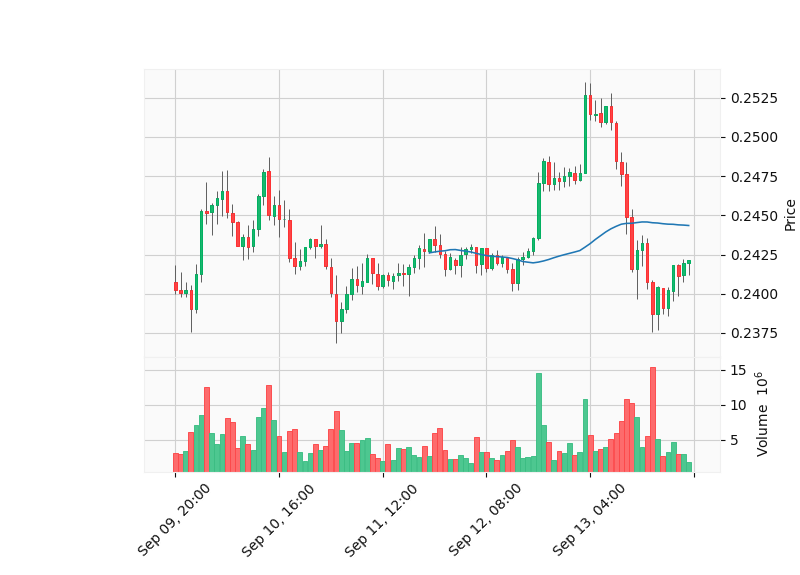 0.2525
0.2500
0.2475
0.2450
0.2425
0.2400
0.2375
Price
15
10
5
Volume 10⁶
Sep 09, 20:00
Sep 10, 16:00
Sep 11, 12:00
Sep 12, 08:00
Sep 13, 04:00